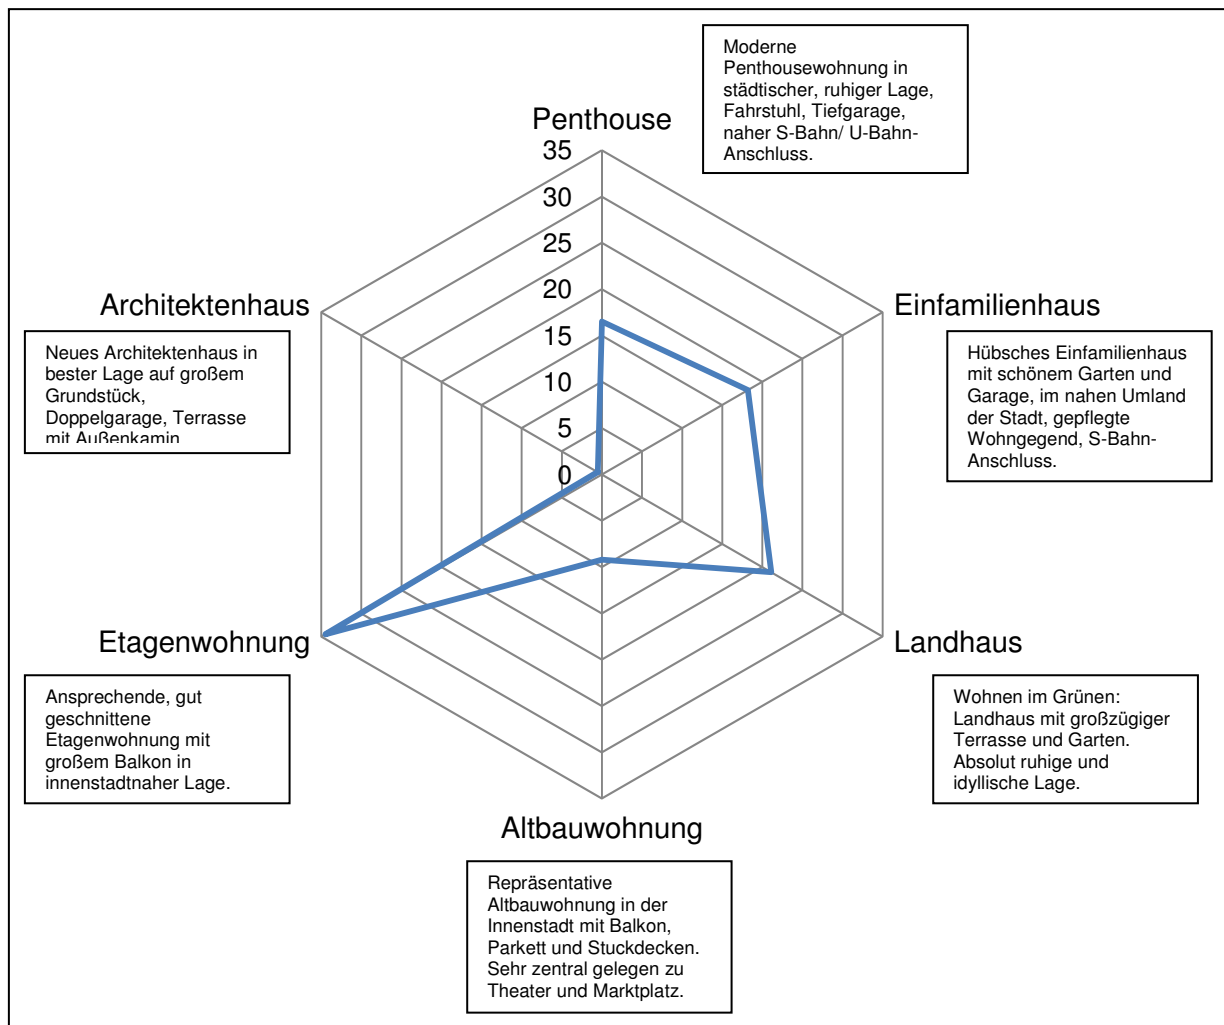 Moderne
Penthousewohnung in
städtischer, ruhiger Lage,
Fahrstuhl, Tiefgarage,
naher S-Bahn/ U-Bahn-
Anschluss.
Penthouse
35
30
25
20
15
10
5
0
Architektenhaus
Neues Architektenhaus in
bester Lage auf großem
Grundstück,
Doppelgarage, Terrasse
mit Außenkamin
Einfamilienhaus
Hübsches Einfamilienhaus
mit schönem Garten und
Garage, im nahen Umland
der Stadt, gepflegte
Wohngegend, S-Bahn-
Anschluss.
Etagenwohnung
Ansprechende, gut
geschnittene
Etagenwohnung mit
großem Balkon in
innenstadtnaher Lage.
Landhaus
Wohnen im Grünen:
Landhaus mit großzügiger
Terrasse und Garten.
Absolut ruhige und
idyllische Lage.
Altbauwohnung
Repräsentative
Altbauwohnung in der
Innenstadt mit Balkon,
Parkett und Stuckdecken.
Sehr zentral gelegen zu
Theater und Marktplatz.